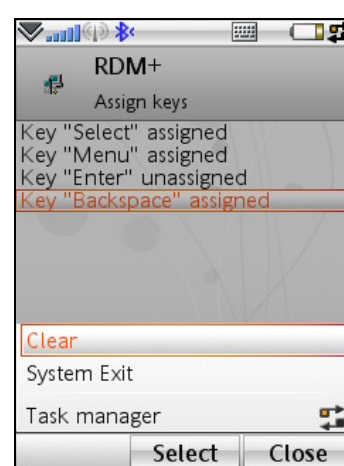 RDM+
Assign keys
Key "Select" assigned
Key "Menu" assigned
Key "Enter" unassigned
Key "Backspace" assigned
Clear
System Exit
Task manager
Select Close